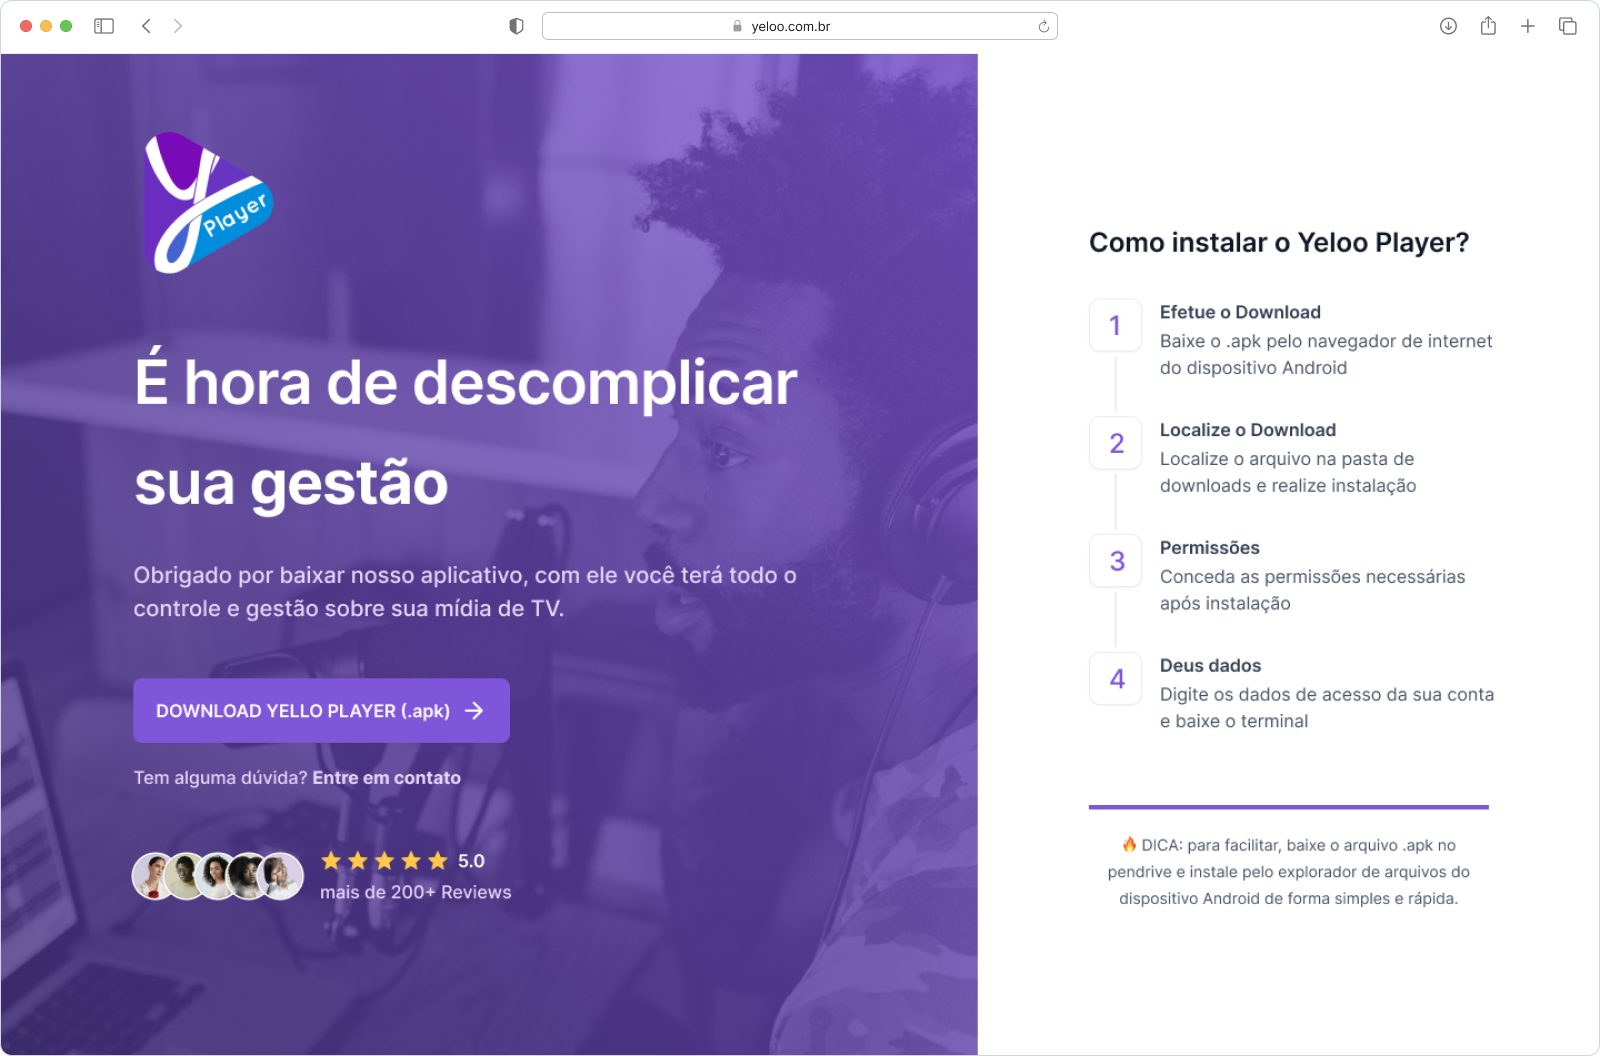 yeloo.com.br
y
Player
É hora de descomplicar
sua gestão
Obrigado por baixar nosso aplicativo, com ele você terá todo o
controle e gestão sobre sua mídia de TV.
DOWNLOAD YELLO PLAYER (.apk)
Tem alguma dúvida? Entre em contato
5.0
mais de 200+ Reviews
Como instalar o Yeloo Player?
1
Efetue o Download
Baixe o .apk pelo navegador de internet
do dispositivo Android
2
Localize o Download
Localize o arquivo na pasta de
downloads e realize instalação
3
Permissões
Conceda as permissões necessárias
após instalação
4
Deus dados
Digite os dados de acesso da sua conta
e baixe o terminal
🔥 DICA: para facilitar, baixe o arquivo .apk no
pendrive e instale pelo explorador de arquivos do
dispositivo Android de forma simples e rápida.